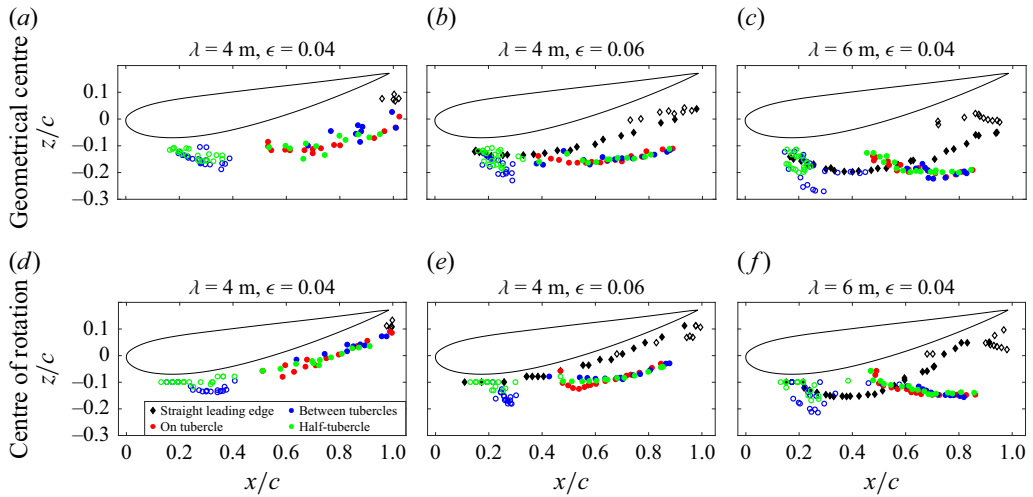 (a) (b) (c)
λ = 4 m, ϵ = 0.04 λ = 4 m, ϵ = 0.06 λ = 6 m, ϵ = 0.04
Geometrical centre
z/c
0.1
0
−0.1
−0.2
−0.3
(d) (e) (f)
λ = 4 m, ϵ = 0.04 λ = 4 m, ϵ = 0.06 λ = 6 m, ϵ = 0.04
Centre of rotation
z/c
0.1
0
−0.1
−0.2
−0.3
Straight leading edge Between tubercles
On tubercle Half-tubercle
0 0.2 0.4 0.6 0.8 1.0 0 0.2 0.4 0.6 0.8 1.0 0 0.2 0.4 0.6 0.8 1.0
x/c x/c x/c